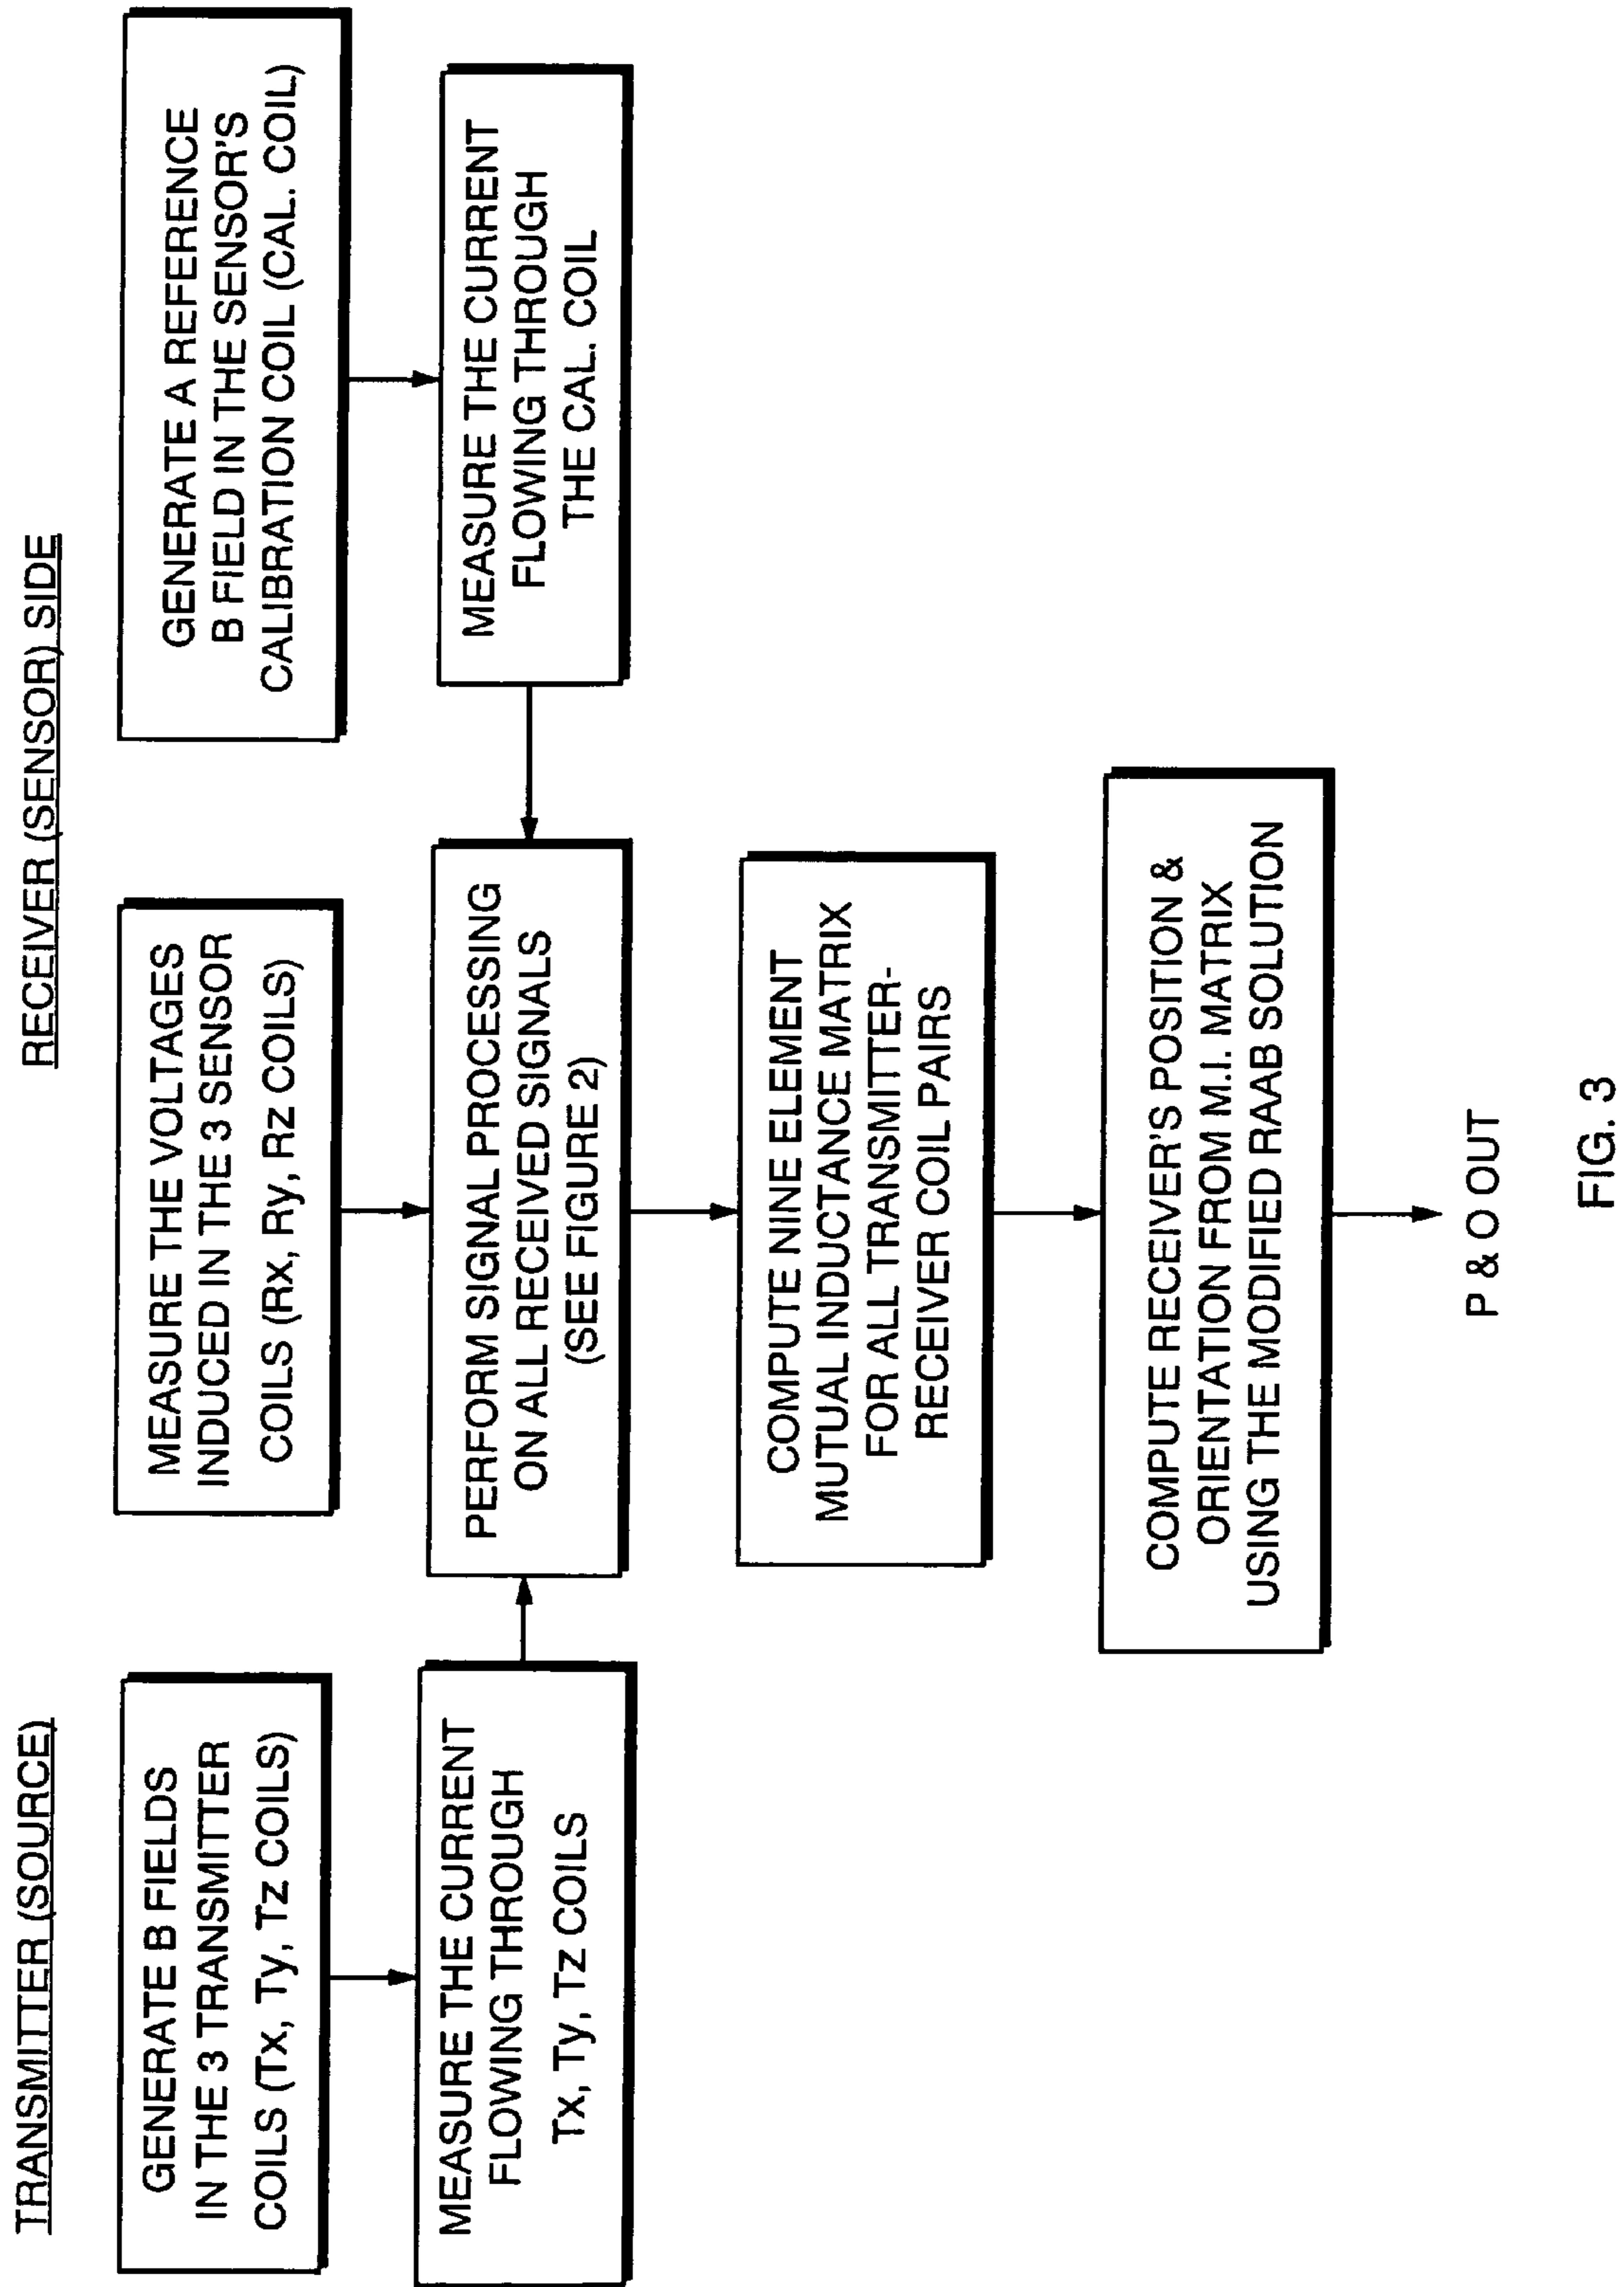 TRANSMITTER (SOURCE)
RECEIVER (SENSOR) SIDE
GENERATE B FIELDS
IN THE 3 TRANSMITTER
COILS (Tx, Ty, Tz COILS)
MEASURE THE VOLTAGES
INDUCED IN THE 3 SENSOR
COILS (Rx, Ry, Rz COILS)
GENERATE A REFERENCE
B FIELD IN THE SENSOR'S
CALIBRATION COIL (CAL. COIL)
MEASURE THE CURRENT
FLOWING THROUGH
Tx, Ty, Tz COILS
PERFORM SIGNAL PROCESSING
ON ALL RECEIVED SIGNALS
(SEE FIGURE 2)
MEASURE THE CURRENT
FLOWING THROUGH
THE CAL. COIL
COMPUTE NINE ELEMENT
MUTUAL INDUCTANCE MATRIX
FOR ALL TRANSMITTER-
RECEIVER COIL PAIRS
COMPUTE RECEIVER'S POSITION &
ORIENTATION FROM M.I. MATRIX
USING THE MODIFIED RAAB SOLUTION
P & O OUT
FIG. 3